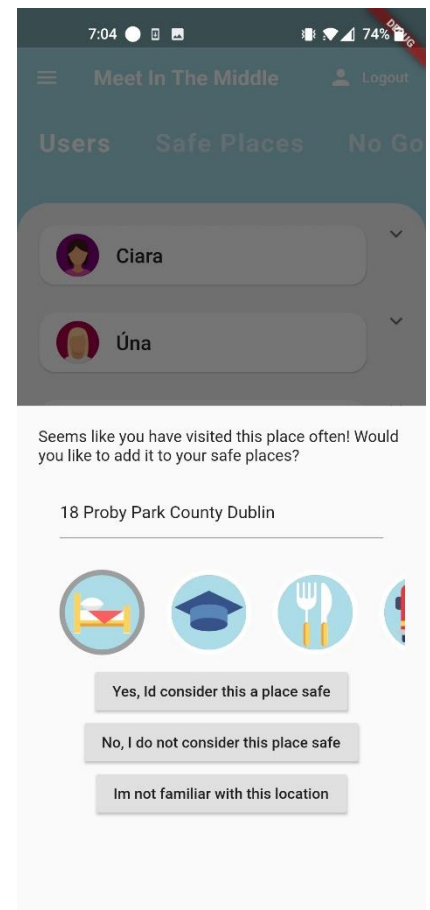 7:04 74%
DEBUG
Meet In The Middle Logout
Users Safe Places No Go
Ciara
Úna
Seems like you have visited this place often! Would
you like to add it to your safe places?
18 Proby Park County Dublin
Yes, Id consider this a place safe
No, I do not consider this place safe
Im not familiar with this location